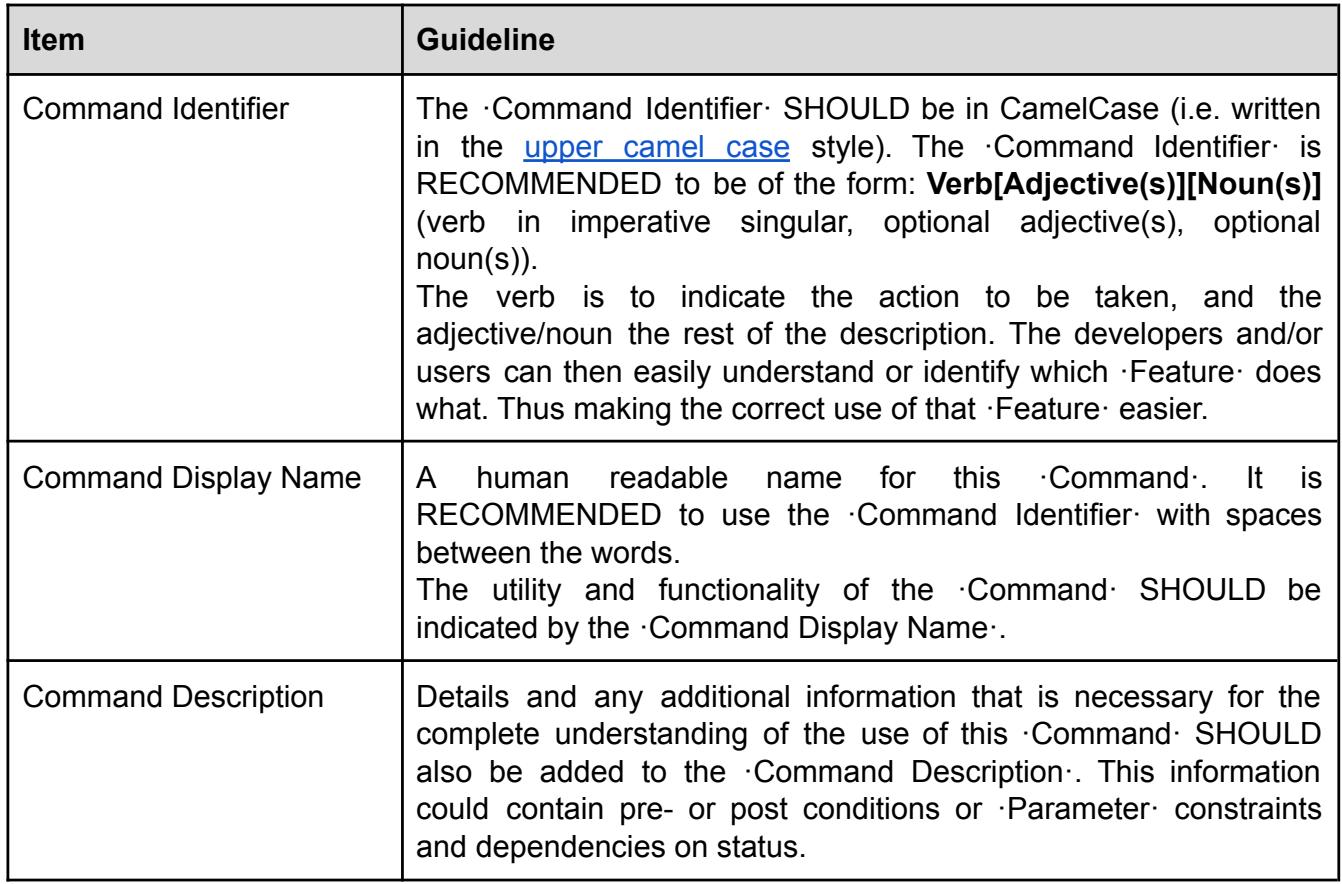 Item
Guideline
Command Identifier
The ·Command Identifier· SHOULD be in CamelCase (i.e. written
in the upper camel case style). The ·Command Identifier· is
RECOMMENDED to be of the form: Verb[Adjective(s)][Noun(s)]
(verb in imperative singular, optional adjective(s), optional
noun(s)).
The verb is to indicate the action to be taken, and the
adjective/noun the rest of the description. The developers and/or
users can then easily understand or identify which ·Feature· does
what. Thus making the correct use of that ·Feature· easier.
Command Display Name
A human readable name for this ·Command·. It is
RECOMMENDED to use the ·Command Identifier· with spaces
between the words.
The utility and functionality of the ·Command· SHOULD be
indicated by the ·Command Display Name·.
Command Description
Details and any additional information that is necessary for the
complete understanding of the use of this ·Command· SHOULD
also be added to the ·Command Description·. This information
could contain pre- or post conditions or ·Parameter· constraints
and dependencies on status.